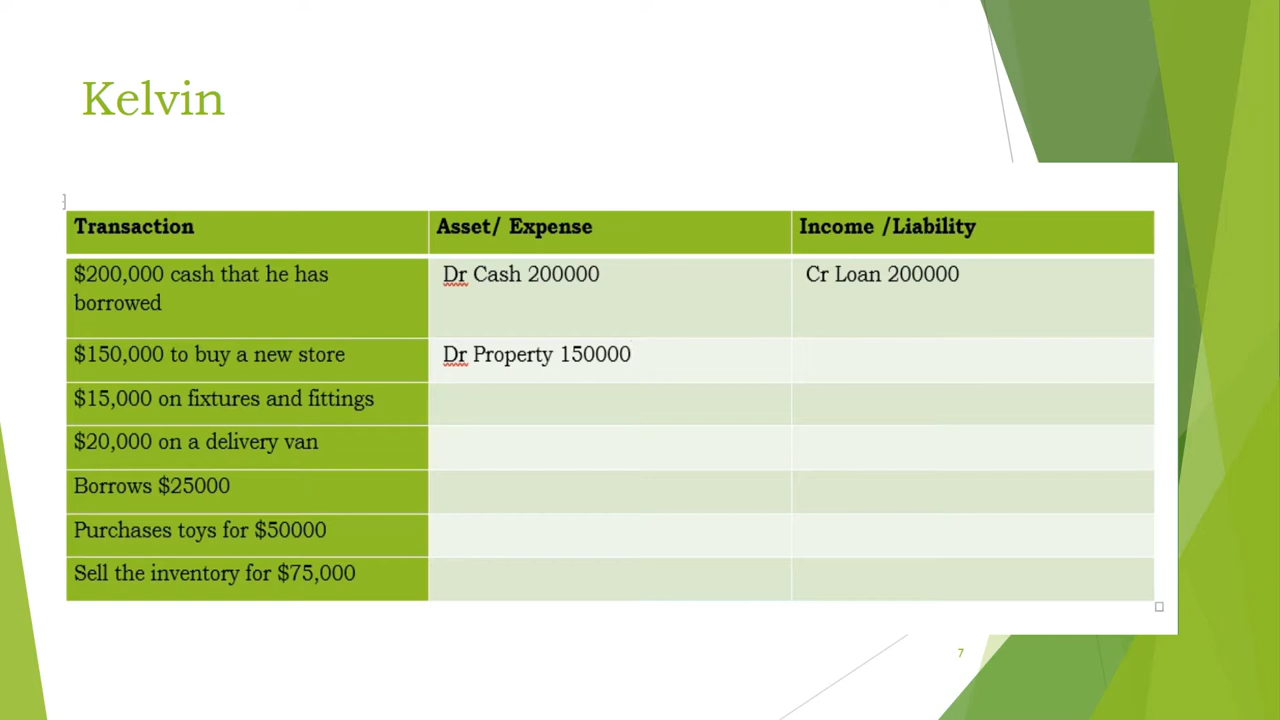 Kelvin
Transaction Asset/ Expense Income /Liability
$200,000 cash that he has Dr Cash 200000 Cr Loan 200000
borrowed
$150,000 to buy a new store Dr Property 150000
$15,000 on fixtures and fittings
$20,000 on a delivery van
Borrows $25000
Purchases toys for $50000
Sell the inventory for $75,000
7